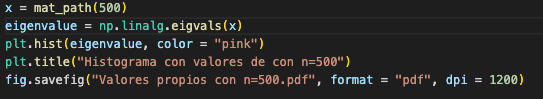 x = mat_path(500)
eigenvalue = np.linalg.eigvals(x)
plt.hist(eigenvalue, color = "pink")
plt.title("Histograma con valores de con n=500")
fig.savefig("Valores propios con n=500.pdf", format = "pdf", dpi = 1200)